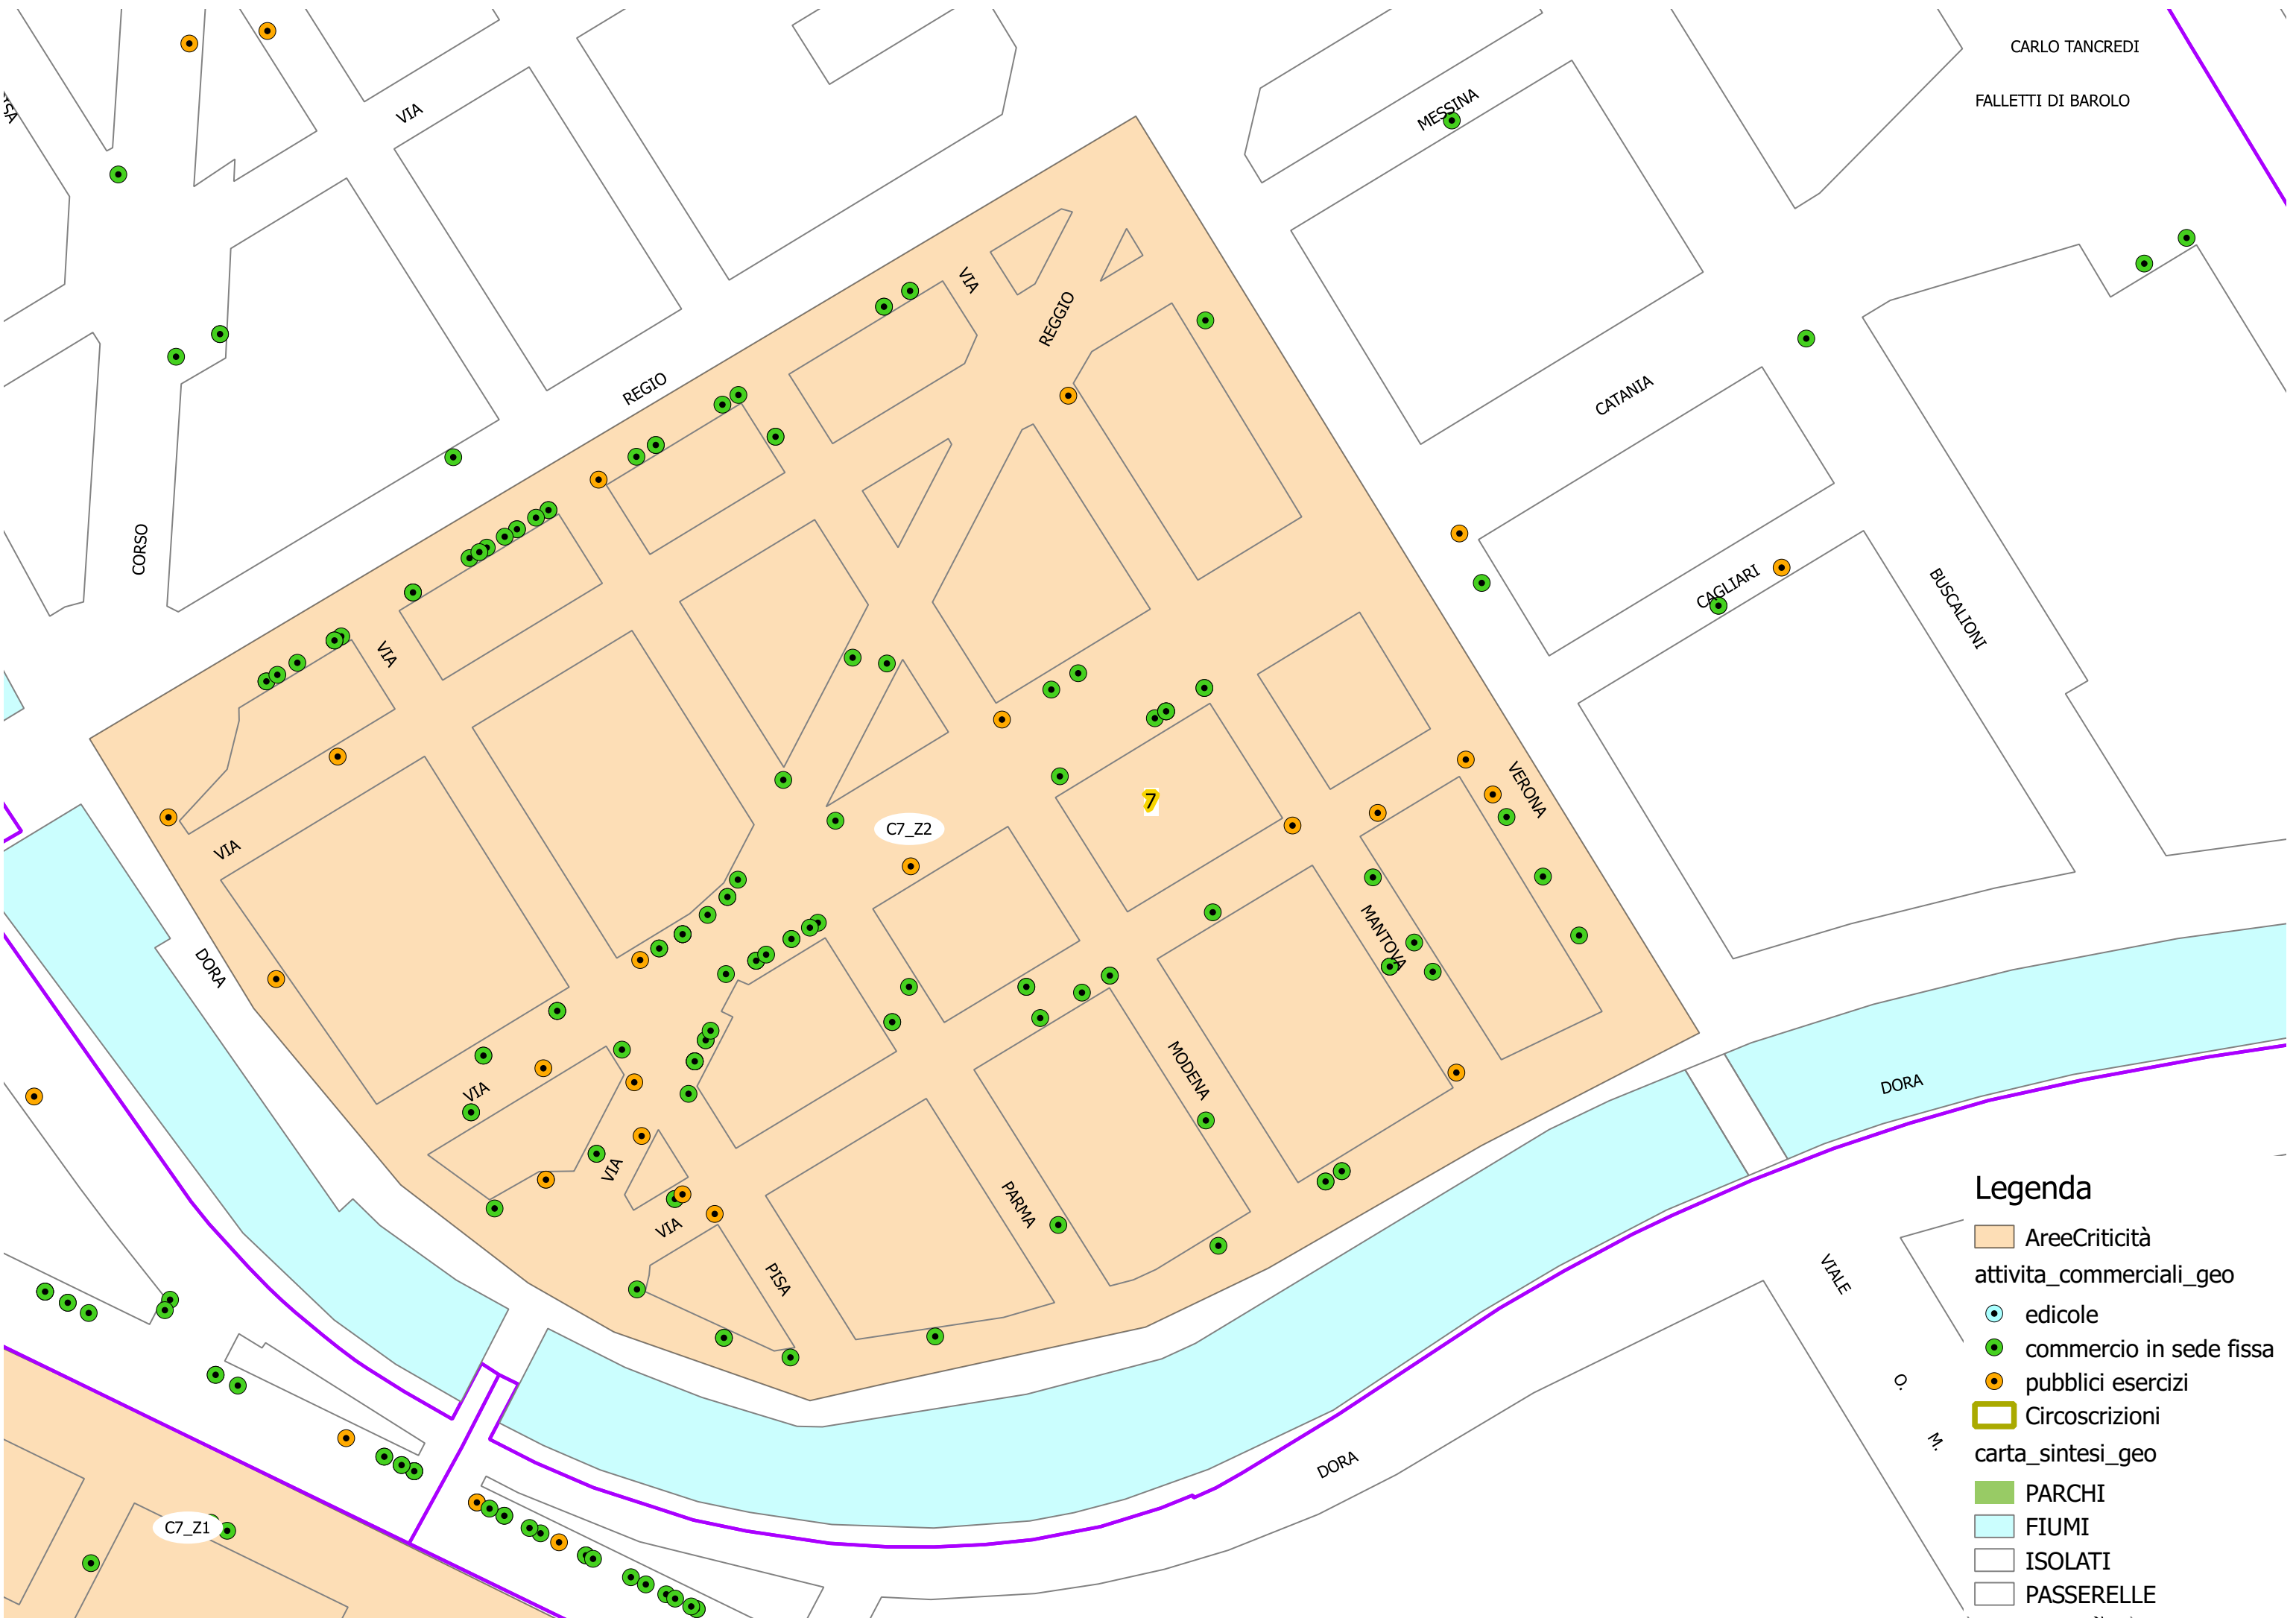 CARLO TANCREDI
FALLETTI DI BAROLO
MESSINA
VIA
VIA
REGGIO
REGIO
CATANIA
CORSO
CAGLIARI
BUSCALIONI
VIA
VERONA
7
C7_Z2
VIA
MANTOVA
DORA
MODENA
DORA
VIA
VIA
PARMA
VIA
PISA
VIALE
O.
M.
DORA
C7_Z1
Legenda
AreeCriticità
attivita_commerciali_geo
edicole
commercio in sede fissa
pubblici esercizi
Circoscrizioni
carta_sintesi_geo
PARCHI
FIUMI
ISOLATI
PASSERELLE